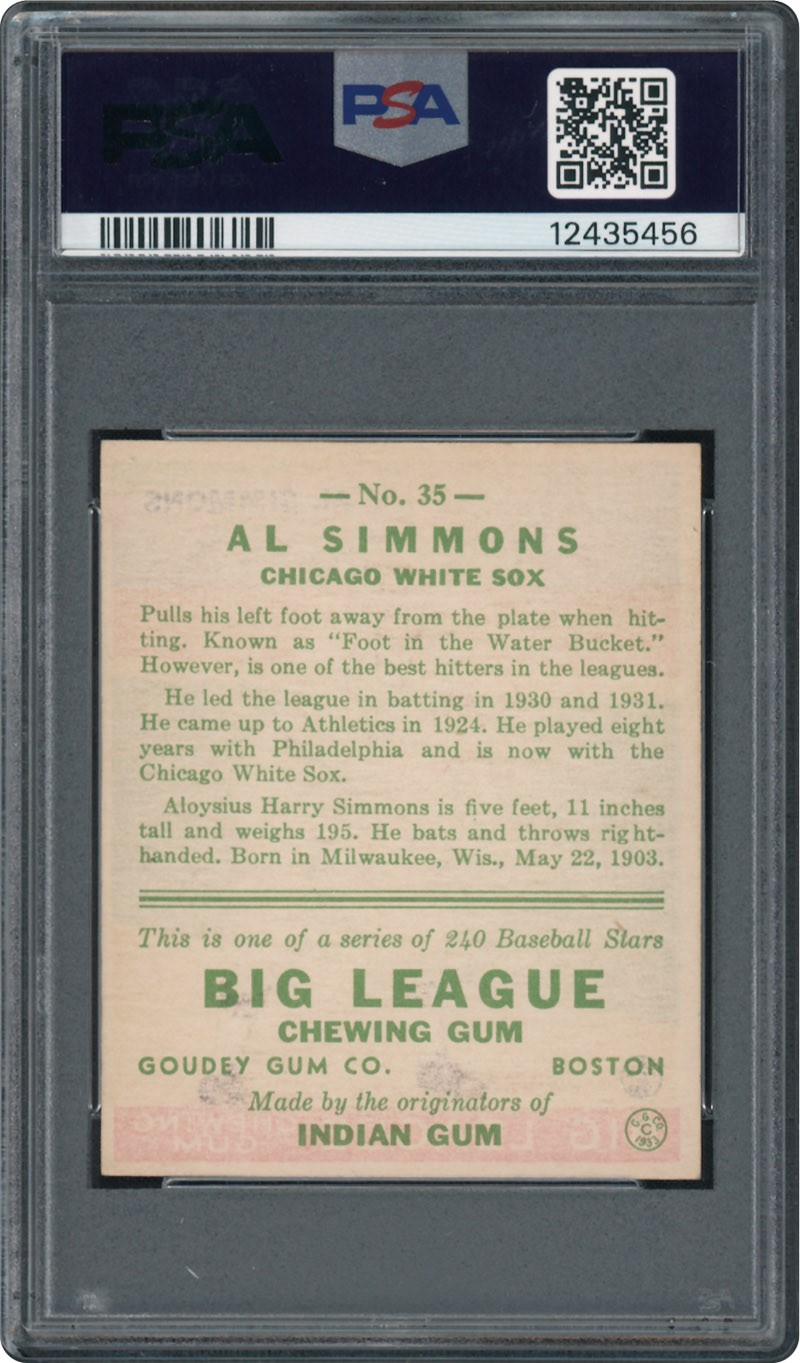 PSA
PSA
12435456
— No. 35 —
AL SIMMONS
CHICAGO WHITE SOX
Pulls his left foot away from the plate when hit-
ting. Known as "Foot in the Water Bucket."
However, is one of the best hitters in the leagues.
He led the league in batting in 1930 and 1931.
He came up to Athletics in 1924. He played eight
years with Philadelphia and is now with the
Chicago White Sox.
Aloysius Harry Simmons is five feet, 11 inches
tall and weighs 195. He bats and throws right-
handed. Born in Milwaukee, Wis., May 22, 1903.
This is one of a series of 240 Baseball Stars
BIG LEAGUE
CHEWING GUM
GOUDEY GUM CO. BOSTON
Made by the originators of
INDIAN GUM
G. G. CO.
C
1933